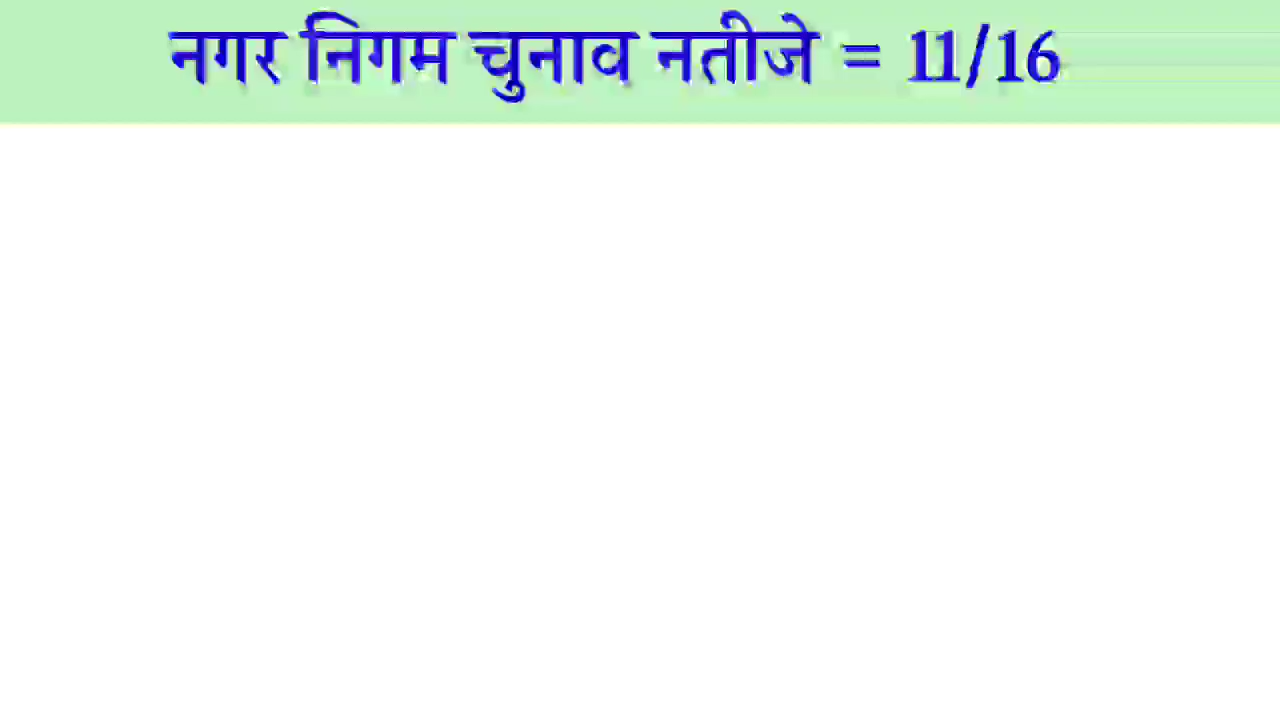 नगर निगम चुनाव नतीजे = 11/16